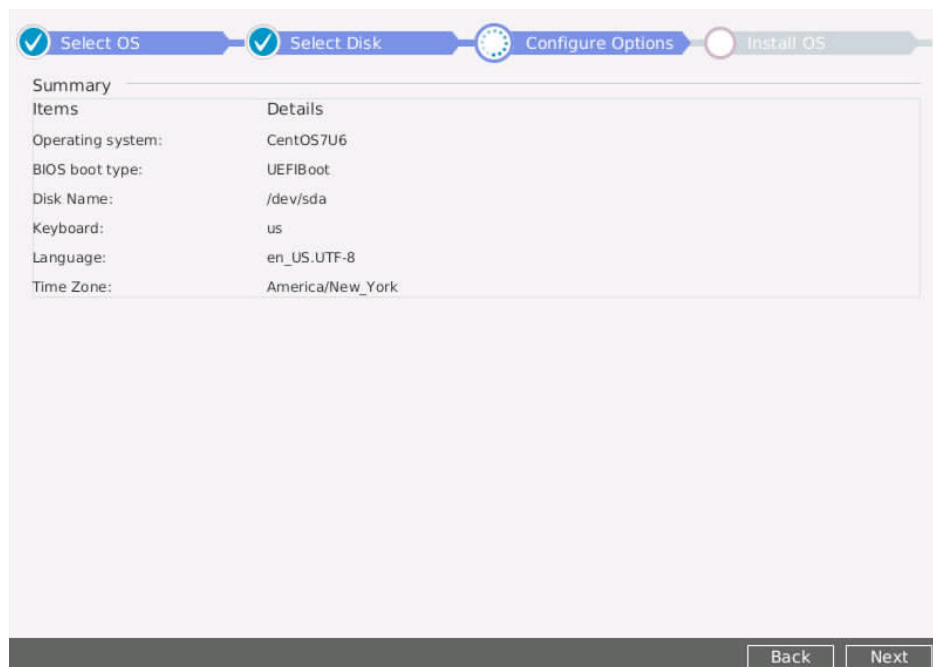 Select OS Select Disk Configure Options Install OS
Summary
Items Details
Operating system: CentOS7U6
BIOS boot type: UEFIBoot
Disk Name: /dev/sda
Keyboard: us
Language: en_US.UTF-8
Time Zone: America/New_York
Back Next